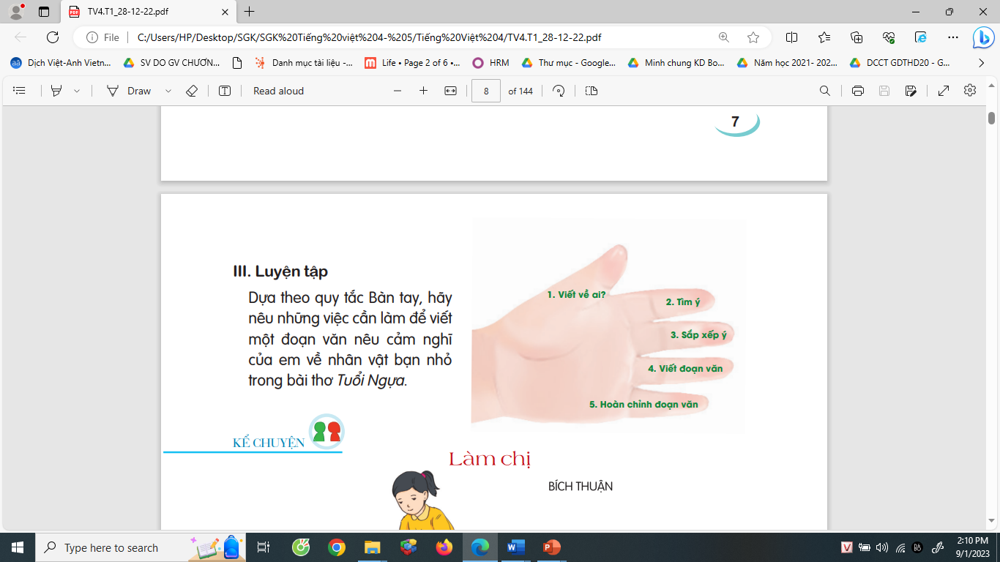 TV4.T1_28-12-22.pdf
File
C:/Users/HP/Desktop/SGK/SGK%20Tiếng%20việt%204-%205/Tiếng%20Việt%204/TV4.T1_28-12-22.pdf
Dịch Việt-Anh Vietn...
SV DO GV CHƯƠN...
Danh mục tài liệu -...
Life • Page 2 of 6 •...
HRM
Thư mục - Google...
Minh chung KD Bo...
Năm học 2021- 202...
DCCT GDTHD20 - G...
Draw
Read aloud
8
of 144
7
III. Luyện tập
Dựa theo quy tắc Bàn tay, hãy
nêu những việc cần làm để viết
một đoạn văn nêu cảm nghĩ
của em về nhân vật bạn nhỏ
trong bài thơ Tuổi Ngựa.
1. Viết về ai?
2. Tìm ý
3. Sắp xếp ý
4. Viết đoạn văn
5. Hoàn chỉnh đoạn văn
KỂ CHUYỆN
Làm chị
BÍCH THUẬN
Type here to search
2:10 PM
9/1/2023